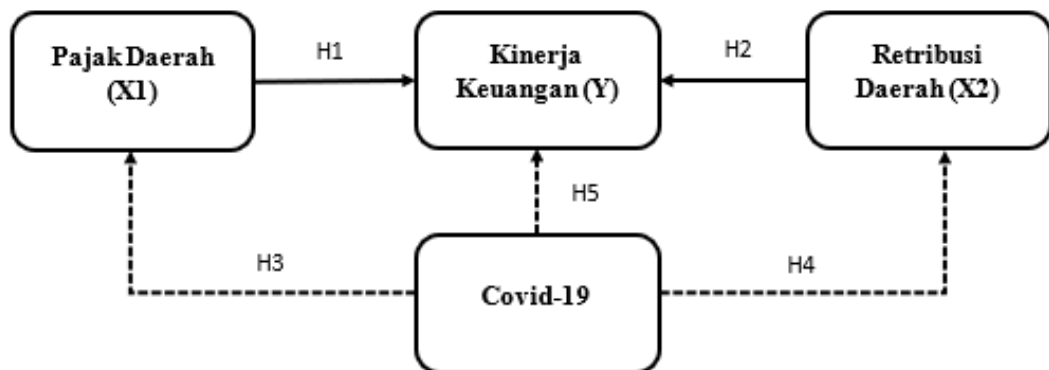 Pajak Daerah
(X1)
H1
Kinerja
Keuangan (Y)
H2
Retribusi
Daerah (X2)
H5
H3
H4
Covid-19